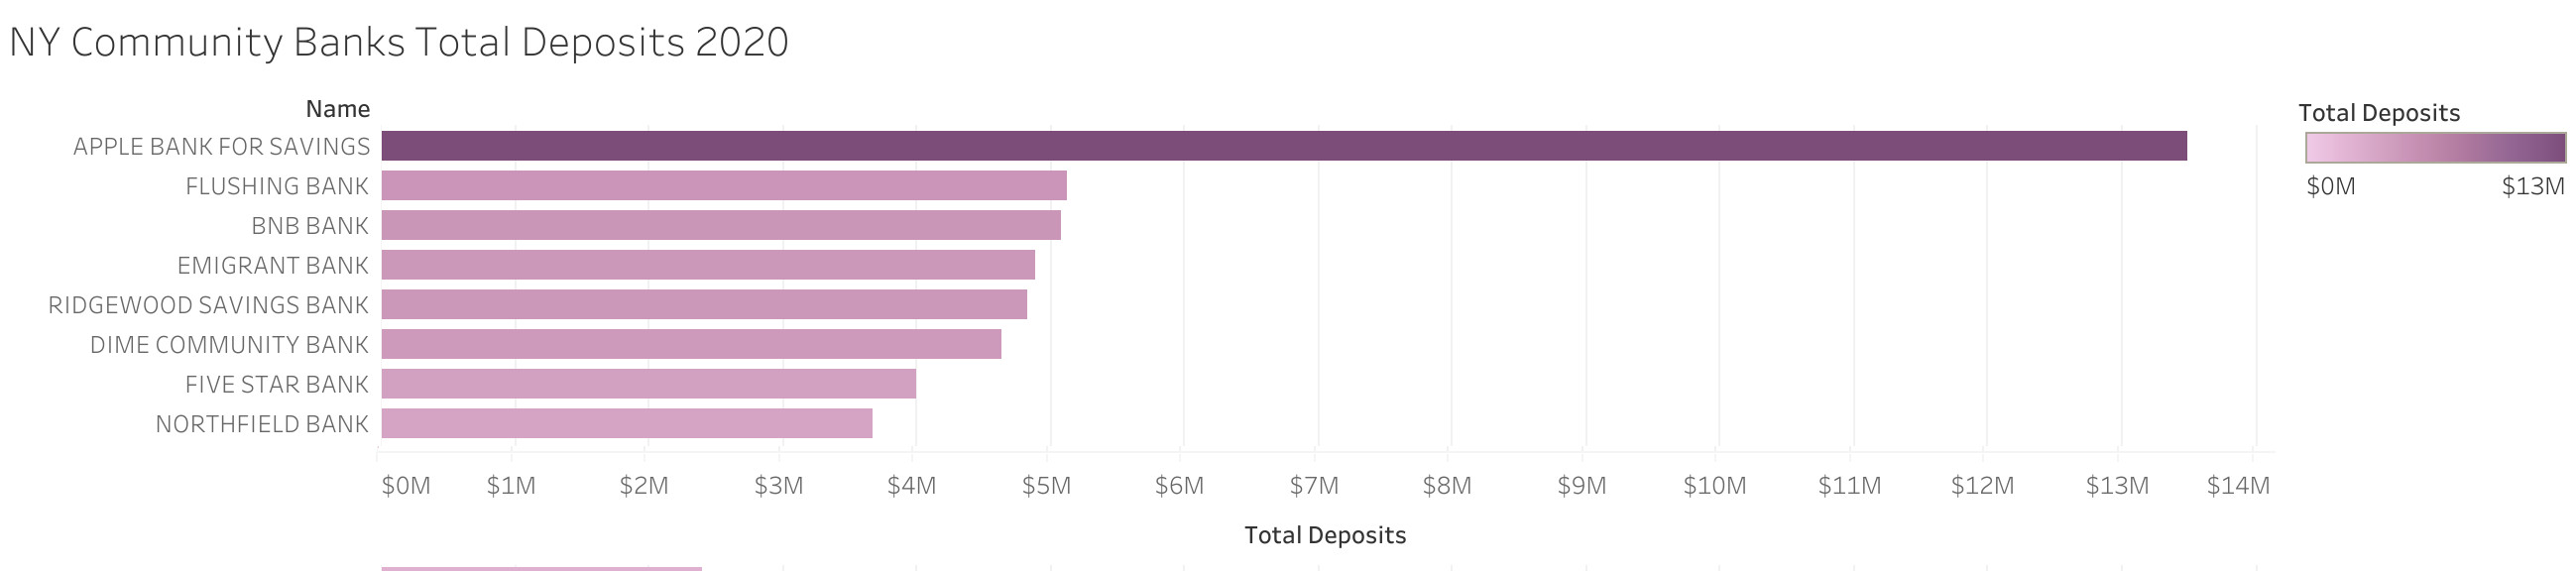 NY Community Banks Total Deposits 2020
Name
Total Deposits
APPLE BANK FOR SAVINGS
FLUSHING BANK
$0M $13M
BNB BANK
EMIGRANT BANK
RIDGEWOOD SAVINGS BANK
DIME COMMUNITY BANK
FIVE STAR BANK
NORTHFIELD BANK
$0M $1M $2M $3M $4M $5M $6M $7M $8M $9M $10M $11M $12M $13M $14M
Total Deposits